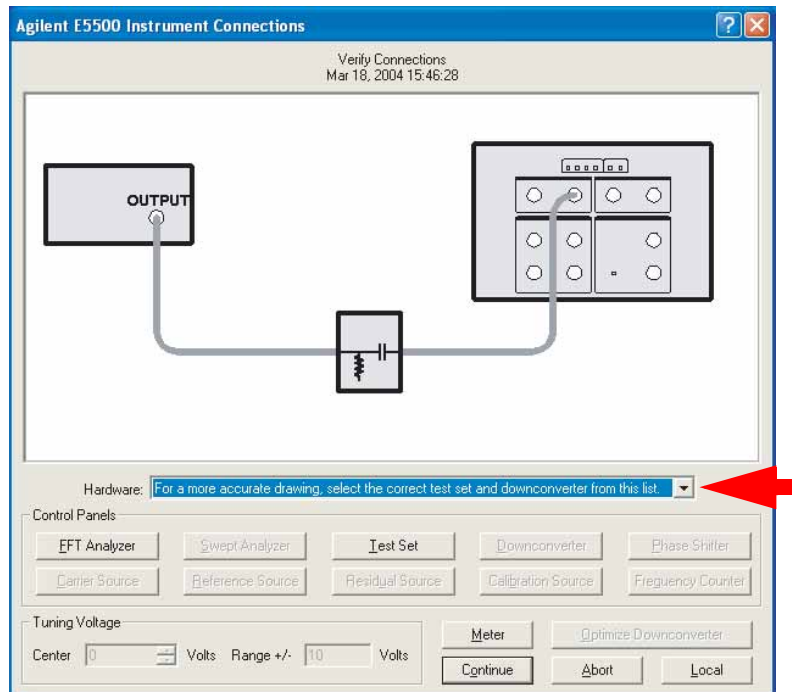 Agilent E5500 Instrument Connections
Verify Connections
Mar 18, 2004 15:46:28
OUTPUT
Hardware: For a more accurate drawing, select the correct test set and downconverter from this list.
Control Panels
FFT Analyzer Swept Analyzer Test Set Downconverter Phase Shifter
Carrier Source Reference Source Residual Source Calibration Source Frequency Counter
Tuning Voltage
Center 0 Volts Range +/- 10 Volts
Meter Optimize Downconverter
Continue Abort Local